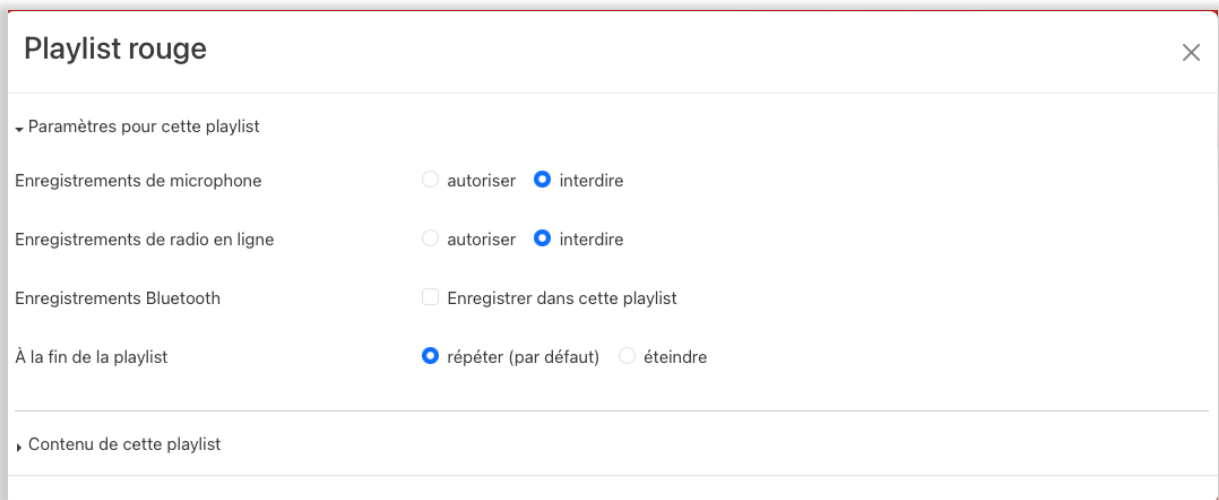 Playlist rouge
Paramètres pour cette playlist
Enregistrements de microphone autoriser interdire
Enregistrements de radio en ligne autoriser interdire
Enregistrements Bluetooth Enregistrer dans cette playlist
À la fin de la playlist répéter (par défaut) éteindre
Contenu de cette playlist